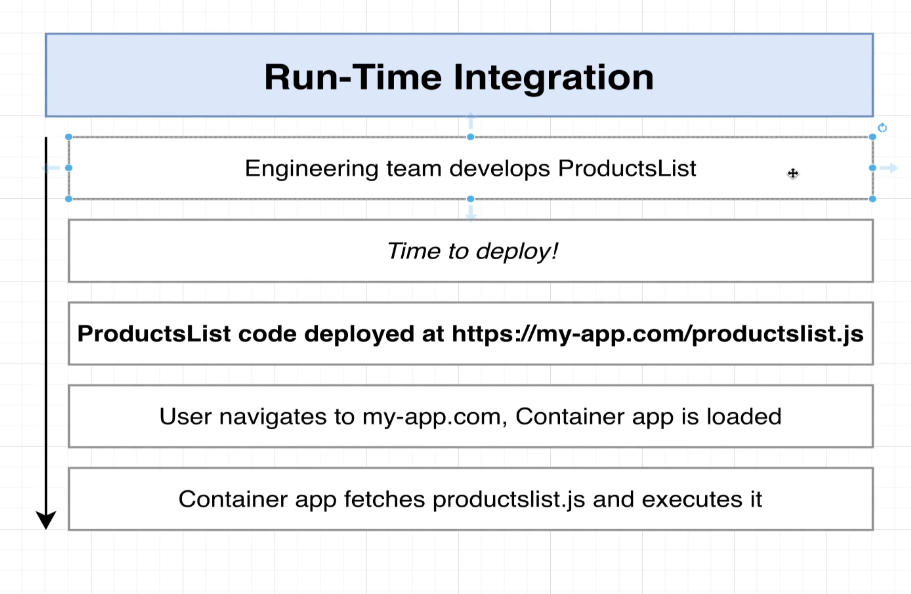 Run-Time Integration
Engineering team develops ProductsList
Time to deploy!
ProductsList code deployed at https://my-app.com/productslist.js
User navigates to my-app.com, Container app is loaded
Container app fetches productslist.js and executes it